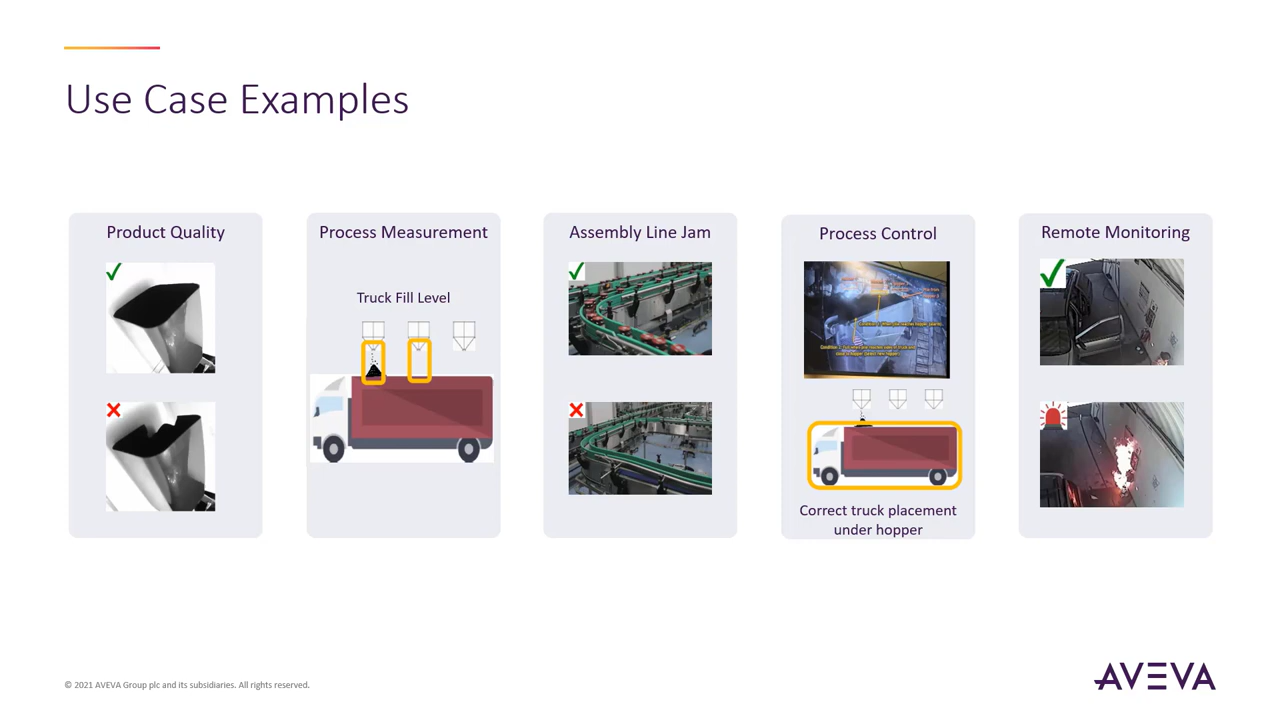 Use Case Examples
Product Quality
Process Measurement
Truck Fill Level
Assembly Line Jam
Process Control
Correct truck placement
under hopper
Remote Monitoring
© 2021 AVEVA Group plc and its subsidiaries. All rights reserved.
AVEVA